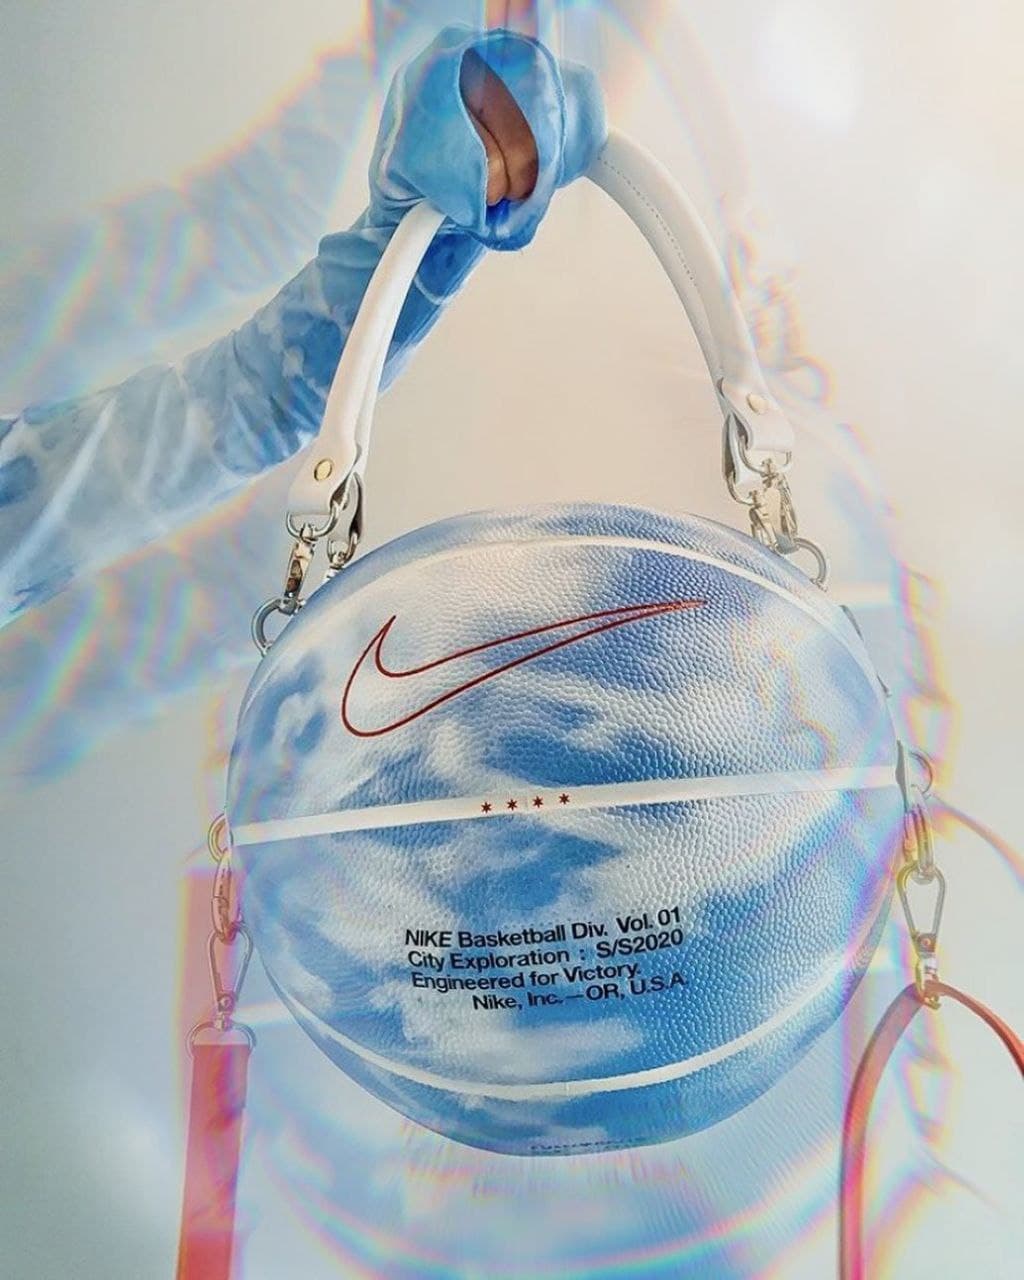 NIKE Basketball Div. Vol. 01
City Exploration : S/S2020
Engineered for Victory.
Nike, Inc.—OR, U.S.A.